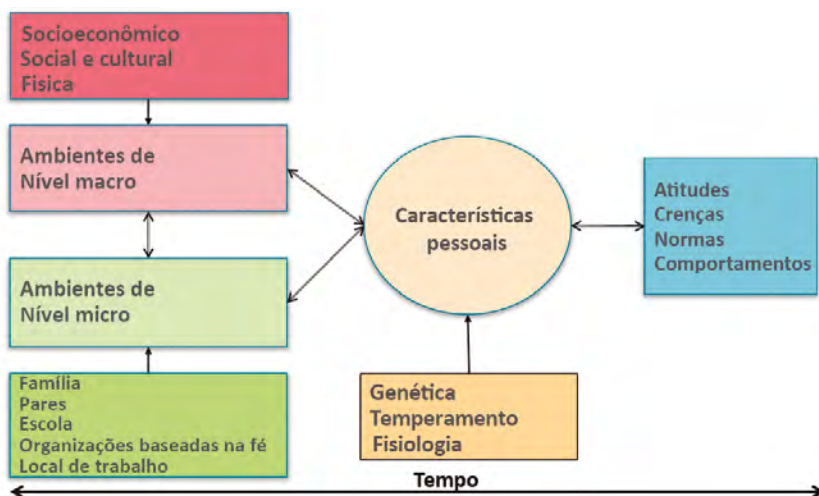 Socioeconômico
Social e cultural
Fisica
Ambientes de
Nível macro
Ambientes de
Nível micro
Família
Pares
Escola
Organizações baseadas na fé
Local de trabalho
Características
pessoais
Genética
Temperamento
Fisiologia
Atitudes
Crenças
Normas
Comportamentos
Tempo